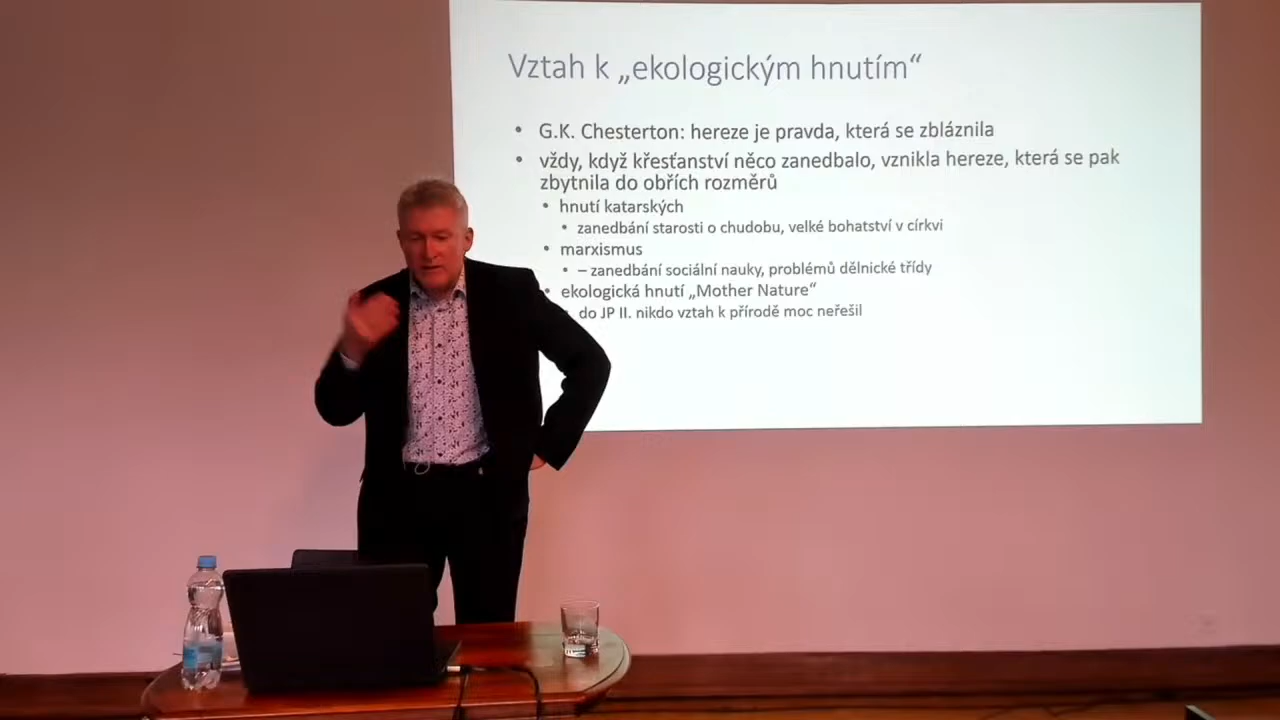 Vztah k „ekologickým hnutím“
• G.K. Chesterton: hereze je pravda, která se zbláznila
• vždy, když křesťanství něco zanedbalo, vznikla hereze, která se pak
zbytnila do obřích rozměrů
• hnutí katarských
• zanedbání starosti o chudobu, velké bohatství v církvi
• marxismus
• – zanedbání sociální nauky, problémů dělnické třídy
• ekologická hnutí „Mother Nature“
• do JP II. nikdo vztah k přírodě moc neřešil